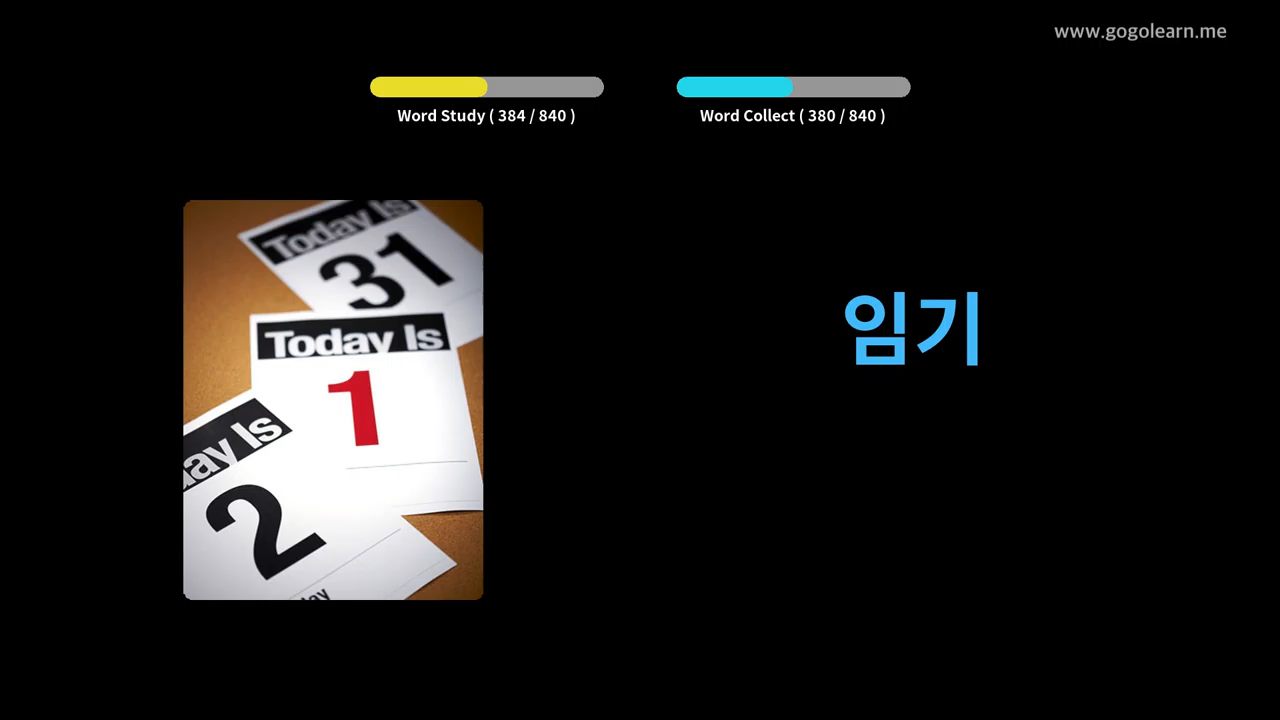 www.gogolearn.me
Word Study ( 384 / 840 )
Word Collect ( 380 / 840 )
Today Is
31
Today Is
1
ay Is
2
ay
임기